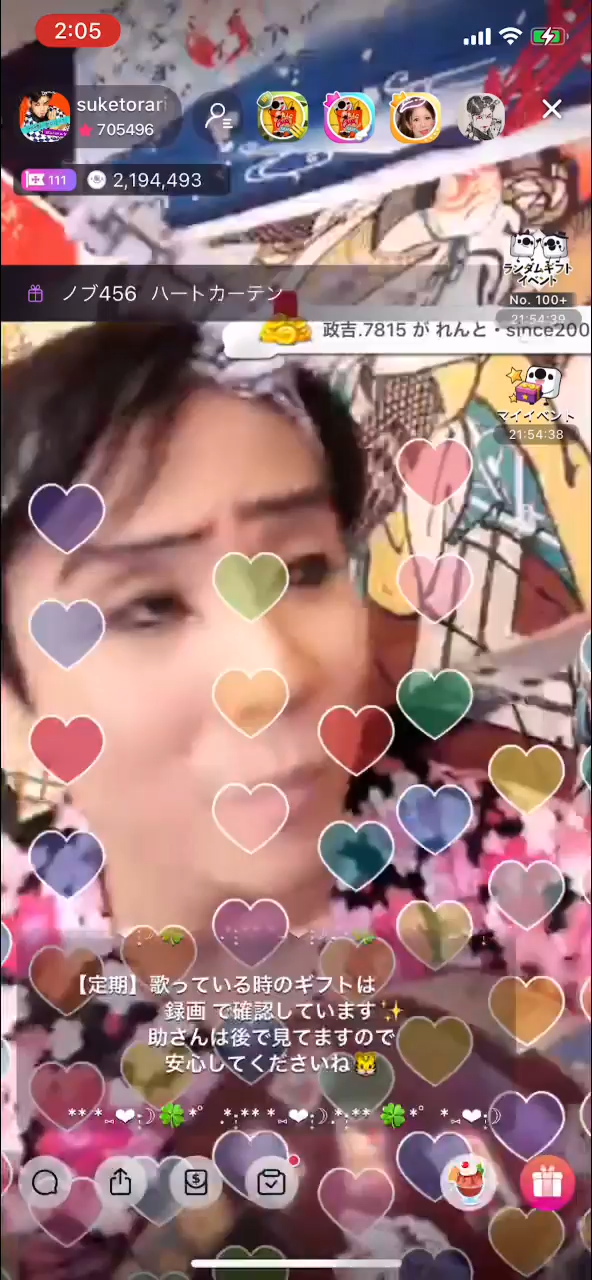 2:05
suketorari
705496
111
2,194,493
ランダムギフト
イベント
No. 100+
21:54:39
ノブ456 ハートカーテン
政吉.7815 が れんと・since200
マイイベント
21:54:38
【定期】歌っている時のギフトは
録画 で確認しています✨
助さんは後で見てますので
安心してくださいね🐯